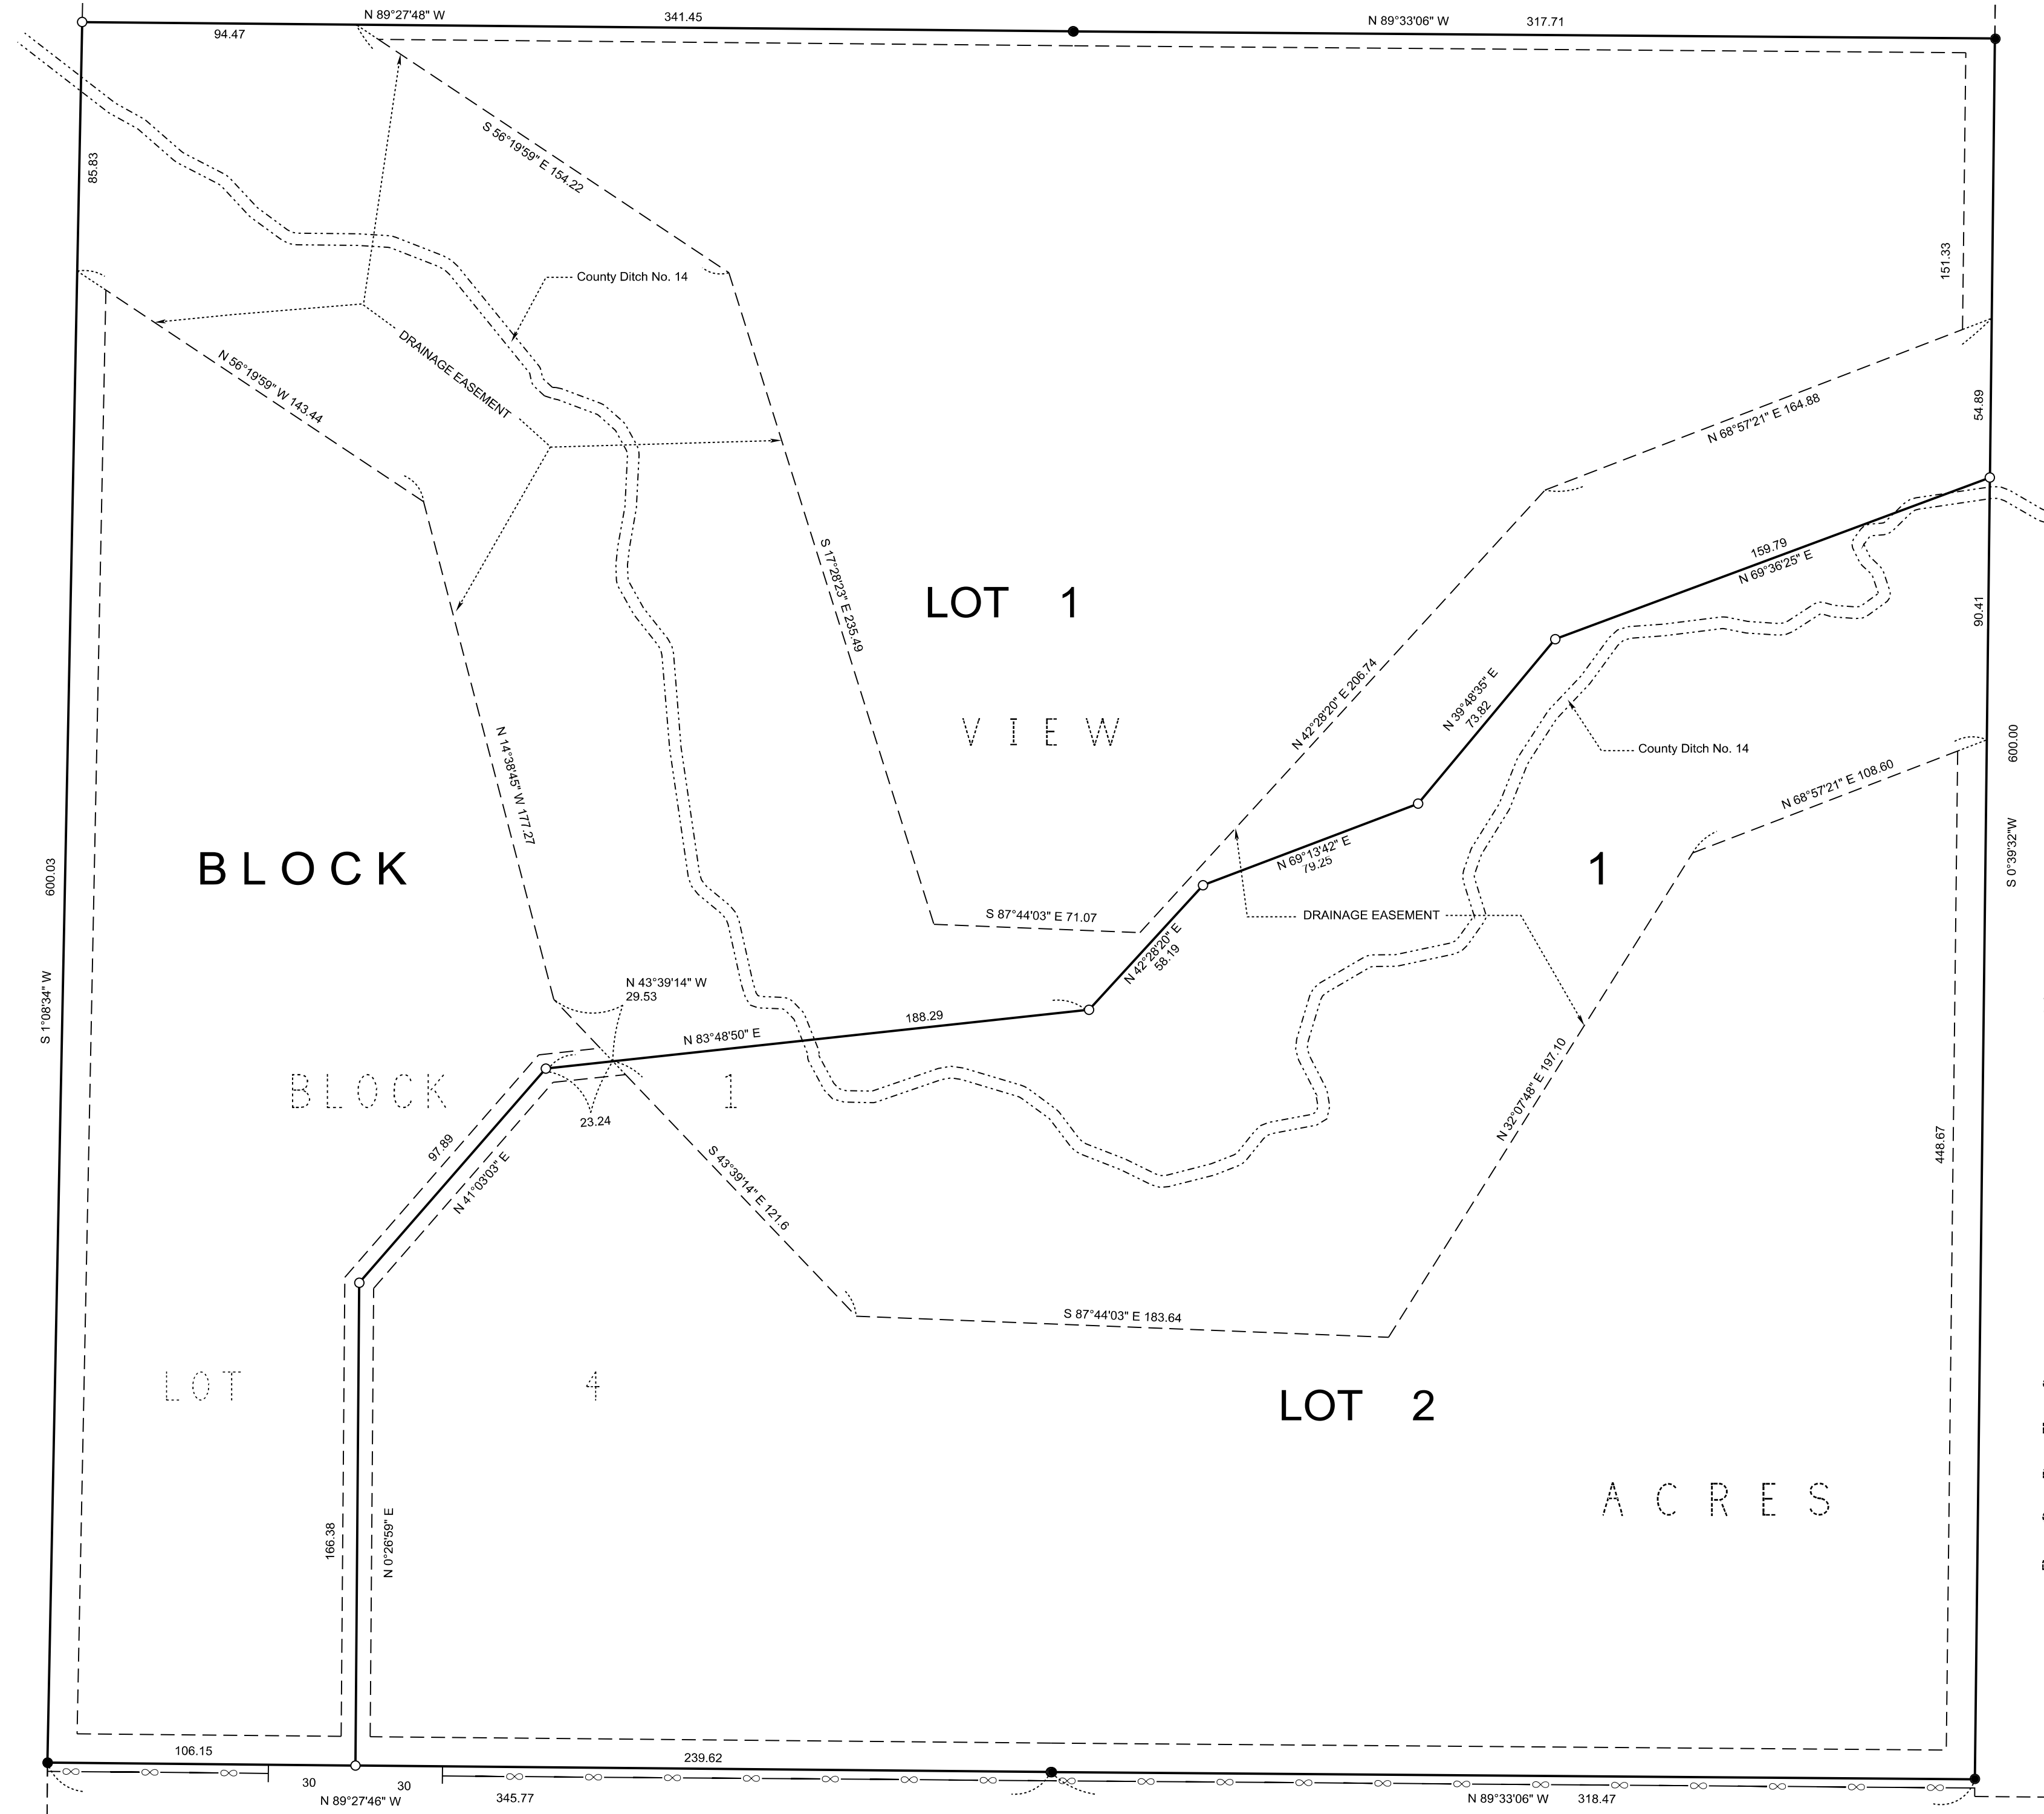 N 89°27'48" W
341.45
N 89°33'06" W
317.71
94.47
85.83
S 56°19'59" E 154.22
151.33
County Ditch No. 14
DRAINAGE EASEMENT
N 56°19'59" W 143.44
N 68°57'21" E 164.88
54.89
S 17°28'23" E 235.49
159.79
N 69°36'25" E
LOT 1
90.41
N 42°28'20" E 206.74
N 39°48'35" E
73.82
VIEW
N 14°38'45" W 177.27
County Ditch No. 14
600.00
N 68°57'21" E 108.60
BLOCK 1
N 69°13'42" E
79.25
S 0°39'32"W
600.03
S 87°44'03" E 71.07
DRAINAGE EASEMENT
N 42°28'20" E
58.19
S 1°08'34" W
N 43°39'14" W
29.53
188.29
N 83°48'50" E
BLOCK 1
23.24
N 32°07'48" E 197.10
97.89
N 41°03'03" E
S 43°39'14" E 121.6
448.67
S 87°44'03" E 183.64
LOT 4
LOT 2
ACRES
166.38
N 0°26'59" E
106.15
239.62
30
30
N 89°27'46" W
345.77
N 89°33'06" W
318.47